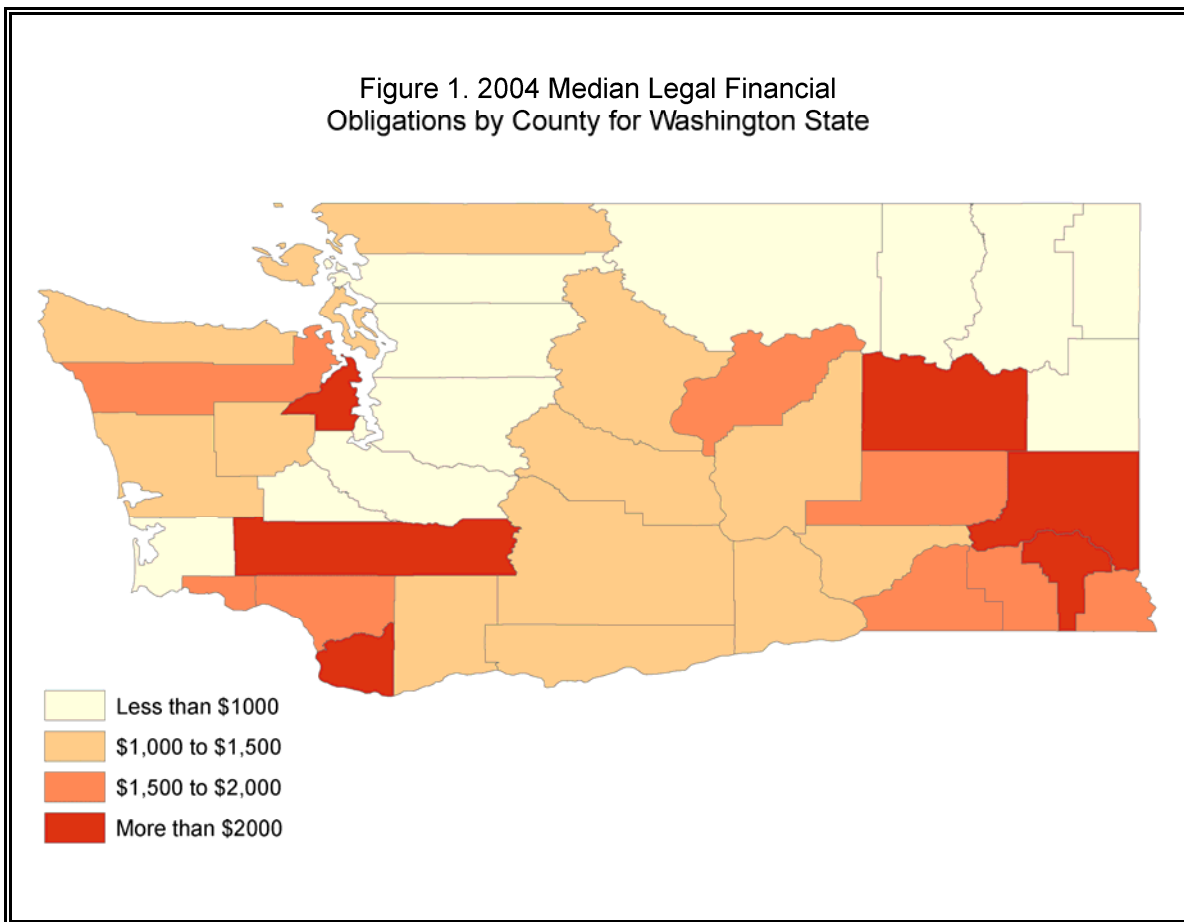 Figure 1. 2004 Median Legal Financial
Obligations by County for Washington State
Less than $1000
$1,000 to $1,500
$1,500 to $2,000
More than $2000